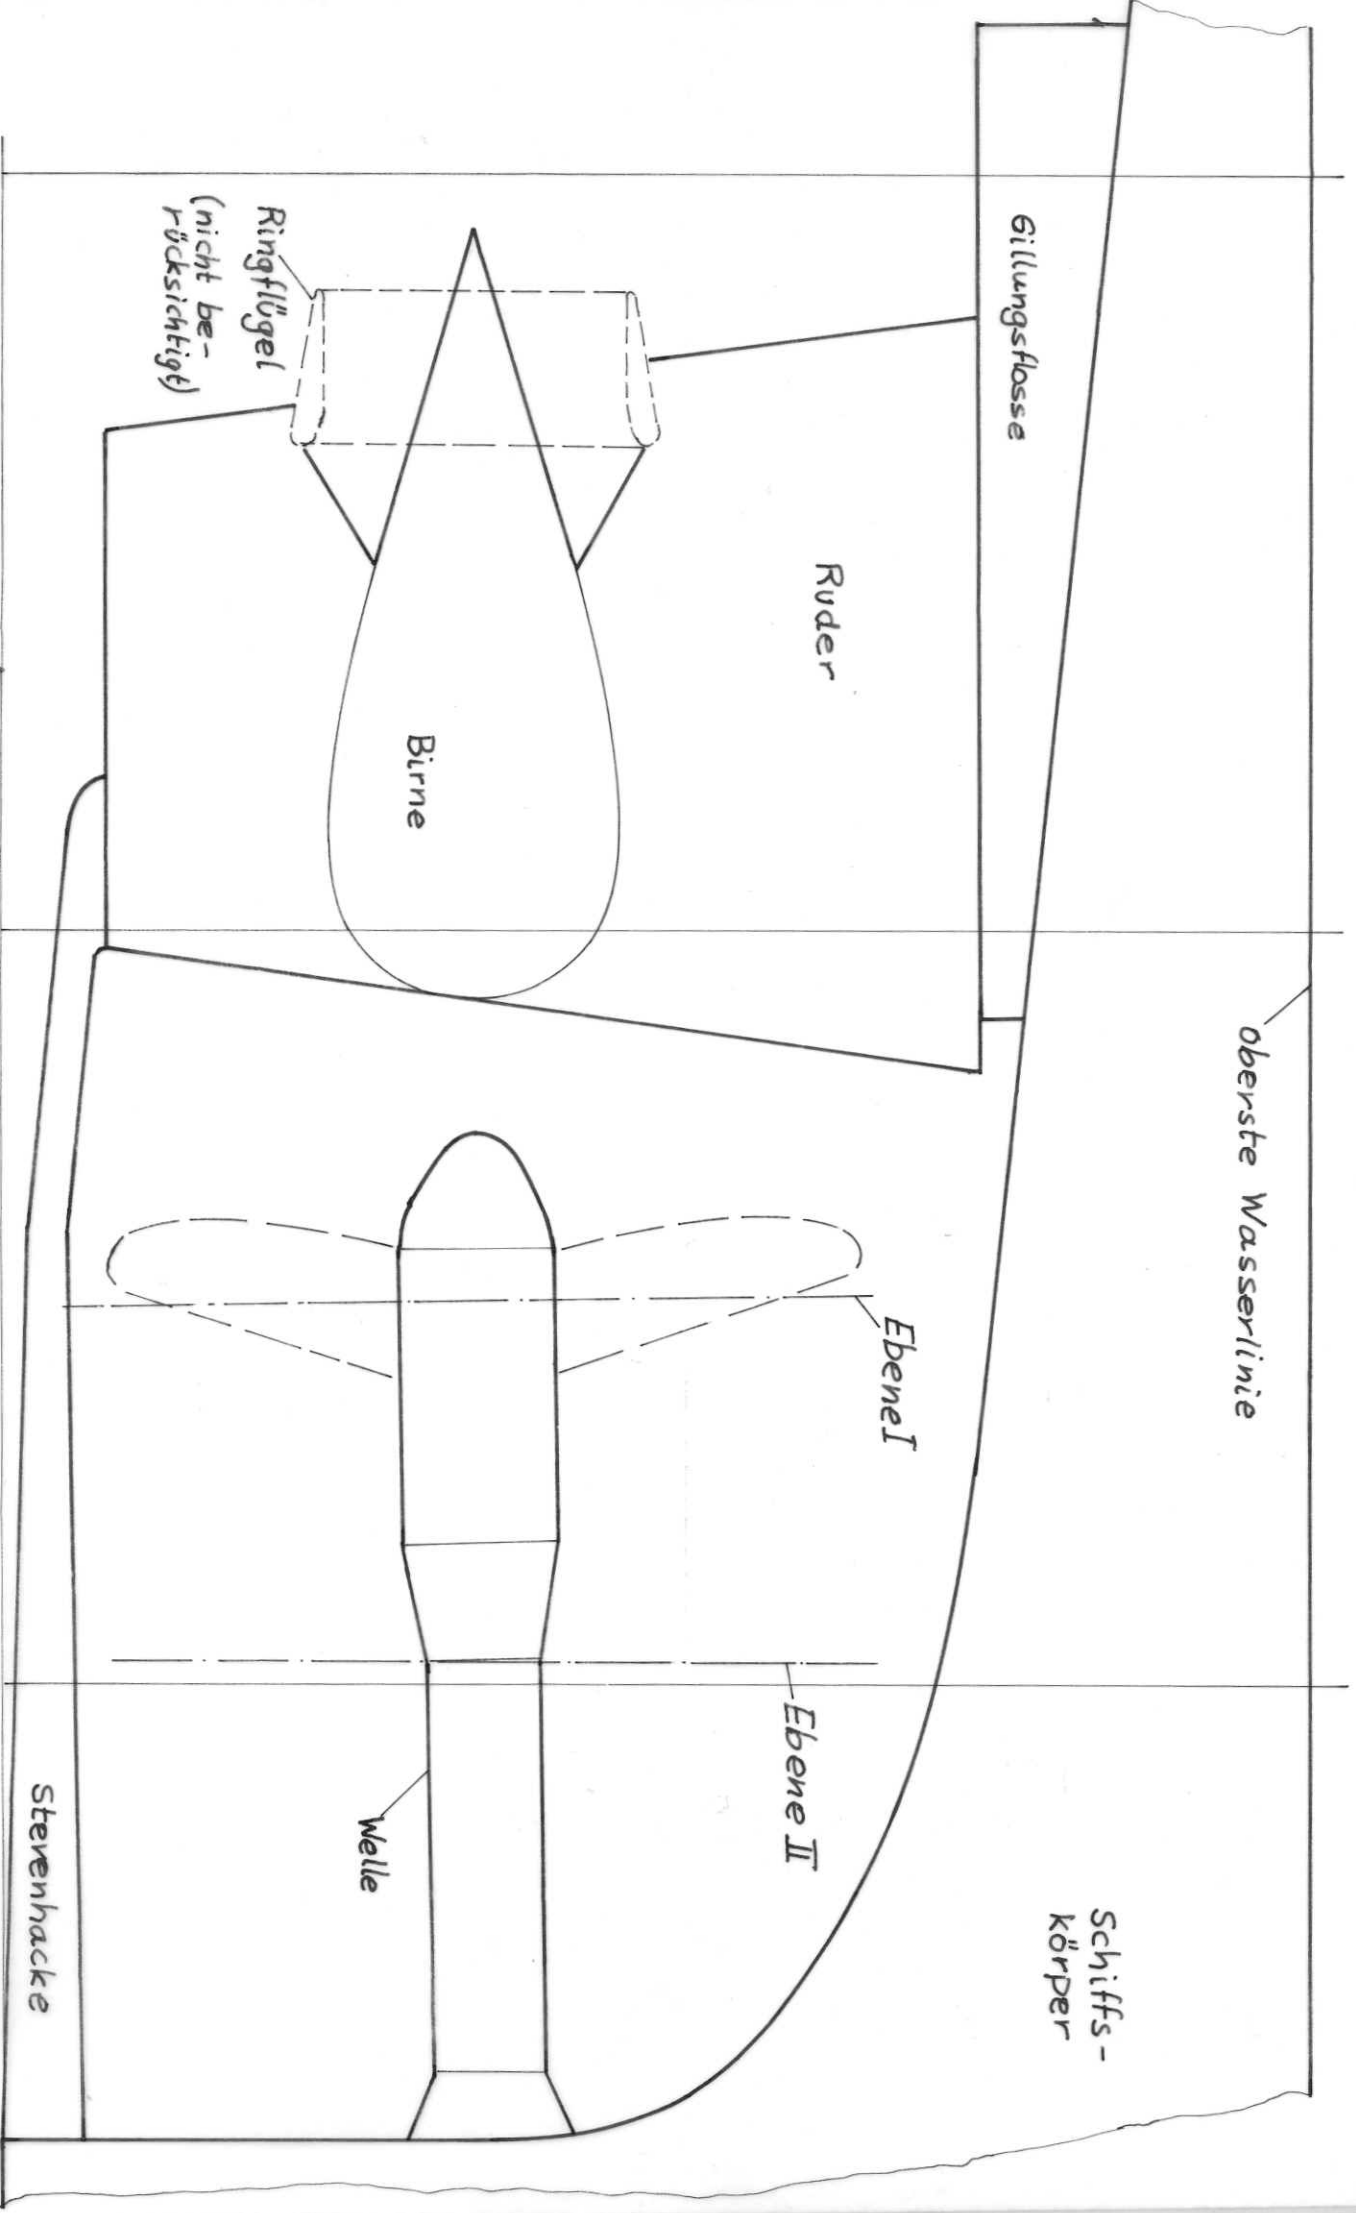 oberste Wasserlinie
Schiffs-
körper
Gillungsflosse
Ebene I
Ruder
Ebene II
Birne
Welle
Ringflügel
(nicht be-
rücksichtigt)
Stevenhacke